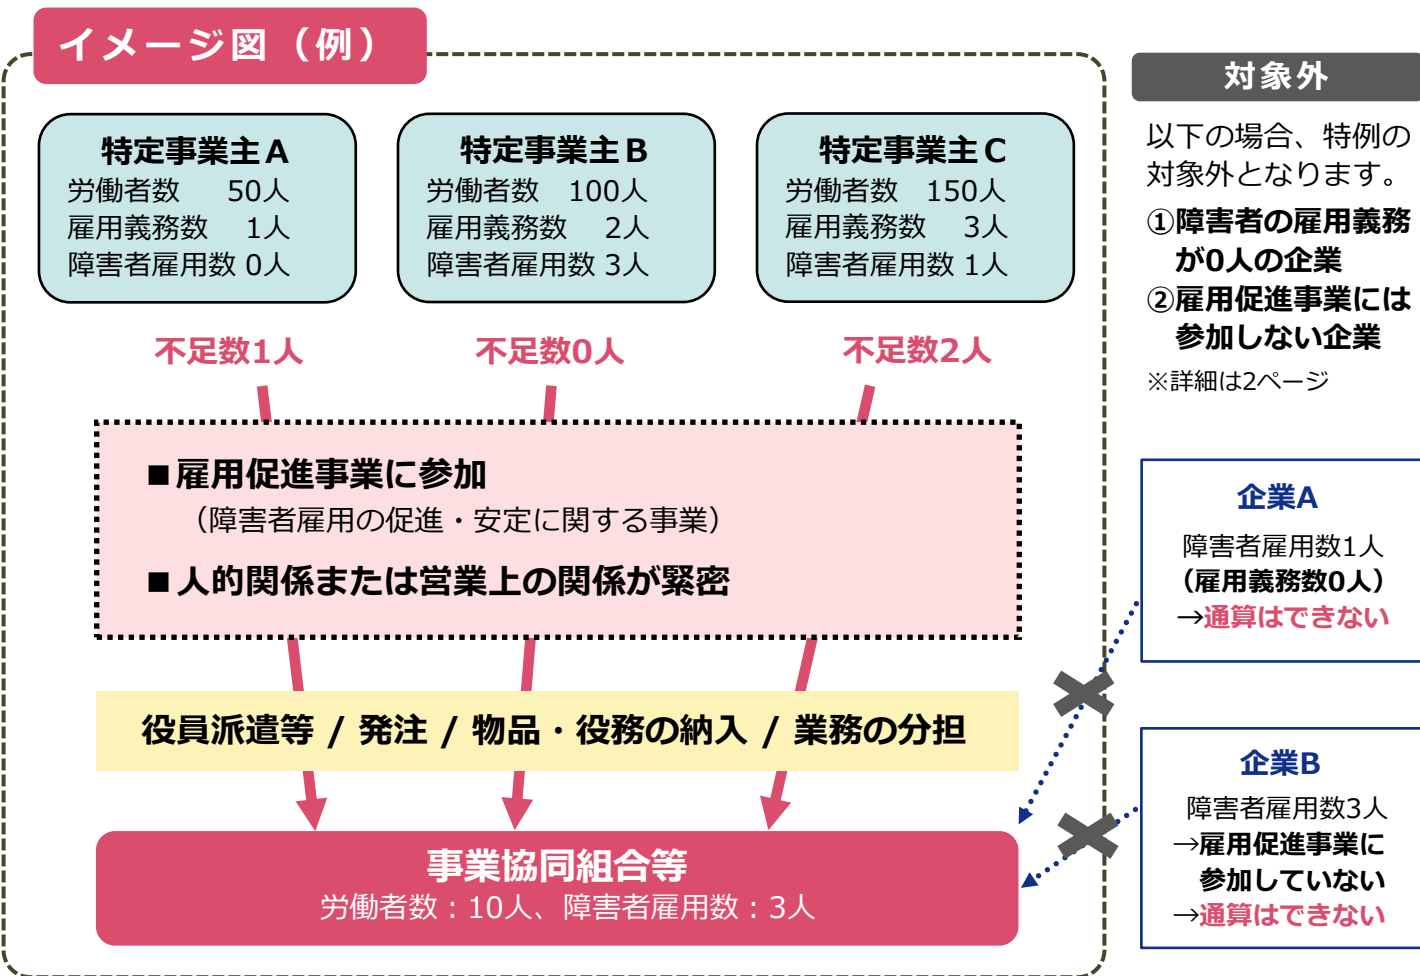 イメージ図（例）
特定事業主A
労働者数　50人
雇用義務数　1人
障害者雇用数 0人
特定事業主B
労働者数　100人
雇用義務数　2人
障害者雇用数 3人
特定事業主C
労働者数　150人
雇用義務数　3人
障害者雇用数 1人
不足数1人
不足数0人
不足数2人
■雇用促進事業に参加
（障害者雇用の促進・安定に関する事業）
■人的関係または営業上の関係が緊密
役員派遣等 / 発注 / 物品・役務の納入 / 業務の分担
事業協同組合等
労働者数：10人、障害者雇用数：3人
対象外
以下の場合、特例の
対象外となります。
①障害者の雇用義務
が0人の企業
②雇用促進事業には
参加しない企業
※詳細は2ページ
企業A
障害者雇用数1人
（雇用義務数0人）
→通算はできない
企業B
障害者雇用数3人
→雇用促進事業に
参加していない
→通算はできない